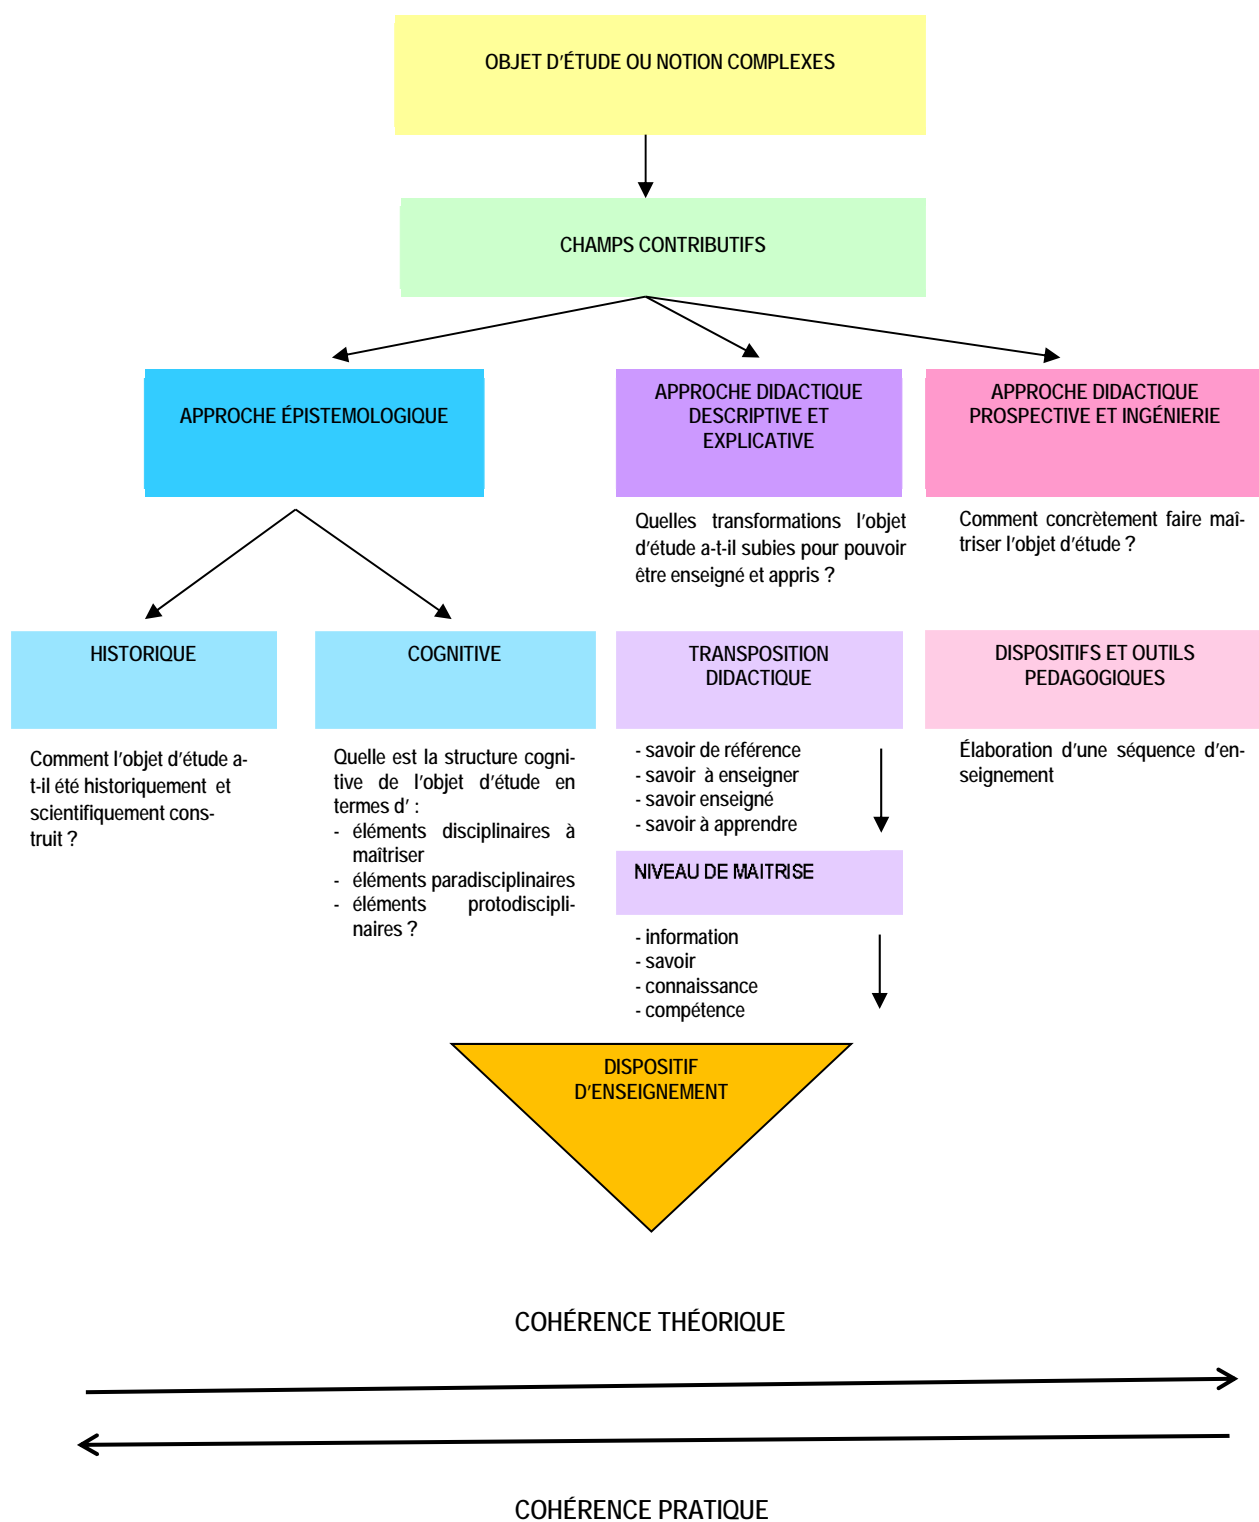 OBJET D'ÉTUDE OU NOTION COMPLEXES
CHAMPS CONTRIBUTIFS
APPROCHE ÉPISTEMOLOGIQUE
APPROCHE DIDACTIQUE
DESCRIPTIVE ET
EXPLICATIVE
APPROCHE DIDACTIQUE
PROSPECTIVE ET INGÉNIERIE
Quelles transformations l'objet
d'étude a-t-il subies pour pouvoir
être enseigné et appris ?
Comment concrètement faire maî-
triser l'objet d'étude ?
HISTORIQUE
COGNITIVE
TRANSPOSITION
DIDACTIQUE
DISPOSITIFS ET OUTILS
PEDAGOGIQUES
Comment l'objet d'étude a-
t-il été historiquement et
scientifiquement cons-
truit ?
Quelle est la structure cogni-
tive de l'objet d'étude en
termes d' :
- éléments disciplinaires à
maîtriser
- éléments paradisciplinaires
- éléments protodiscipli-
naires ?
- savoir de référence
- savoir à enseigner
- savoir enseigné
- savoir à apprendre
Élaboration d'une séquence d'en-
seignement
NIVEAU DE MAITRISE
- information
- savoir
- connaissance
- compétence
DISPOSITIF
D'ENSEIGNEMENT
COHÉRENCE THÉORIQUE
COHÉRENCE PRATIQUE